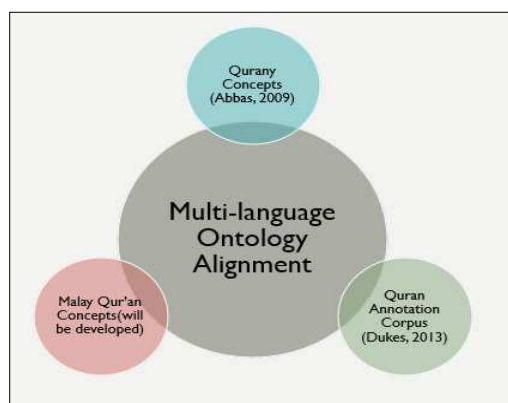 Qurany
Concepts
(Abbas, 2009)
Multi-language
Ontology
Alignment
Malay Qur'an
Concepts(will
be developed)
Quran
Annotation
Corpus
(Dukes, 2013)